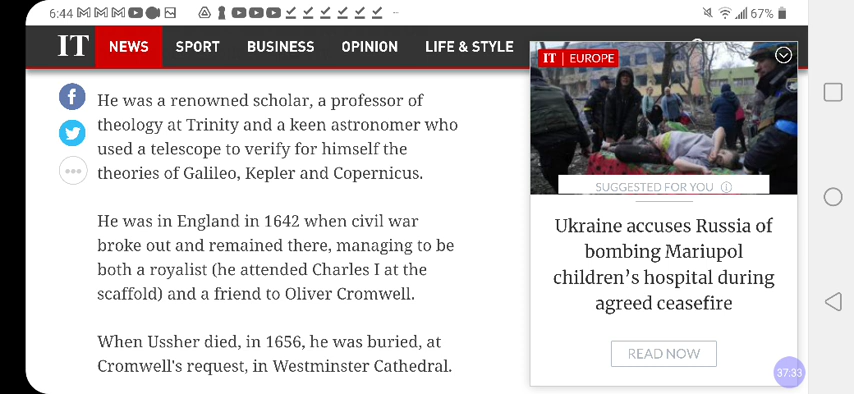 6:44
67%
IT NEWS SPORT BUSINESS OPINION LIFE & STYLE
He was a renowned scholar, a professor of
theology at Trinity and a keen astronomer who
used a telescope to verify for himself the
theories of Galileo, Kepler and Copernicus.
He was in England in 1642 when civil war
broke out and remained there, managing to be
both a royalist (he attended Charles I at the
scaffold) and a friend to Oliver Cromwell.
When Ussher died, in 1656, he was buried, at
Cromwell's request, in Westminster Cathedral.
IT | EUROPE
SUGGESTED FOR YOU
Ukraine accuses Russia of
bombing Mariupol
children's hospital during
agreed ceasefire
READ NOW
37:33